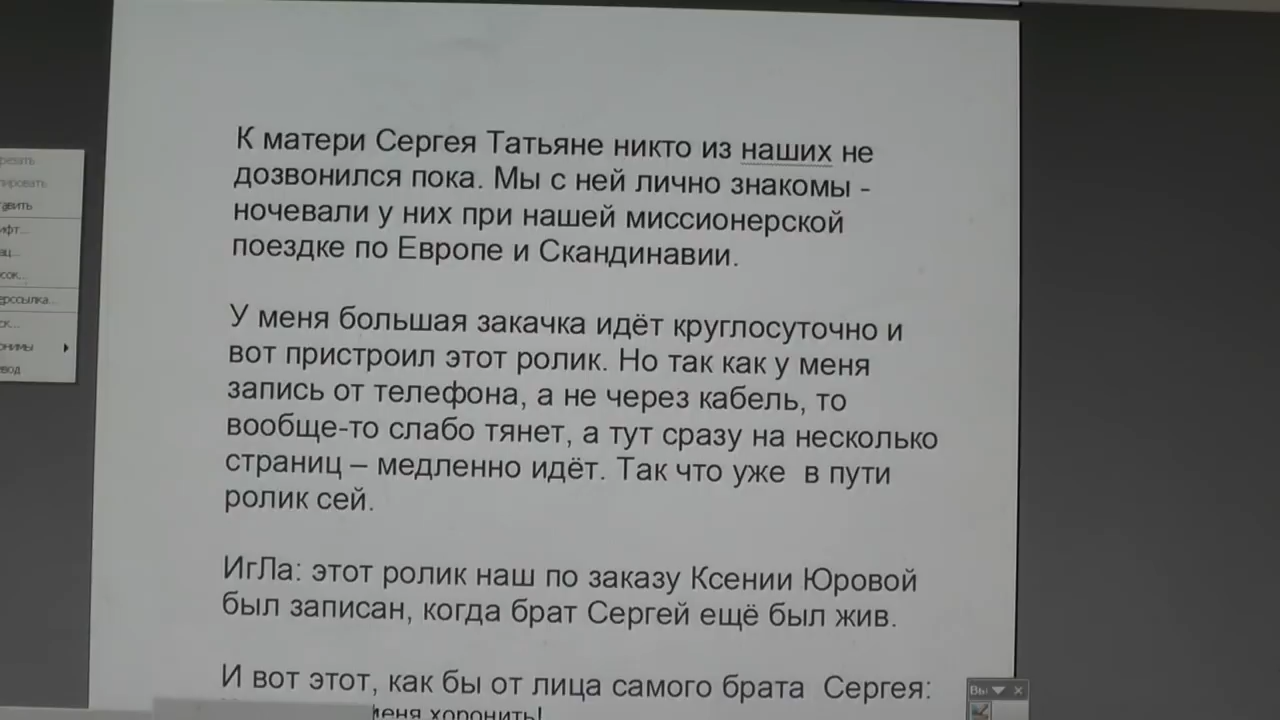 К матери Сергея Татьяне никто из наших не
дозвонился пока. Мы с ней лично знакомы -
ночевали у них при нашей миссионерской
поездке по Европе и Скандинавии.
У меня большая закачка идёт круглосуточно и
вот пристроил этот ролик. Но так как у меня
запись от телефона, а не через кабель, то
вообще-то слабо тянет, а тут сразу на несколько
страниц – медленно идёт. Так что уже в пути
ролик сей.
ИгЛа: этот ролик наш по заказу Ксении Юровой
был записан, когда брат Сергей ещё был жив.
И вот этот, как бы от лица самого брата Сергея:
меня хоронить!